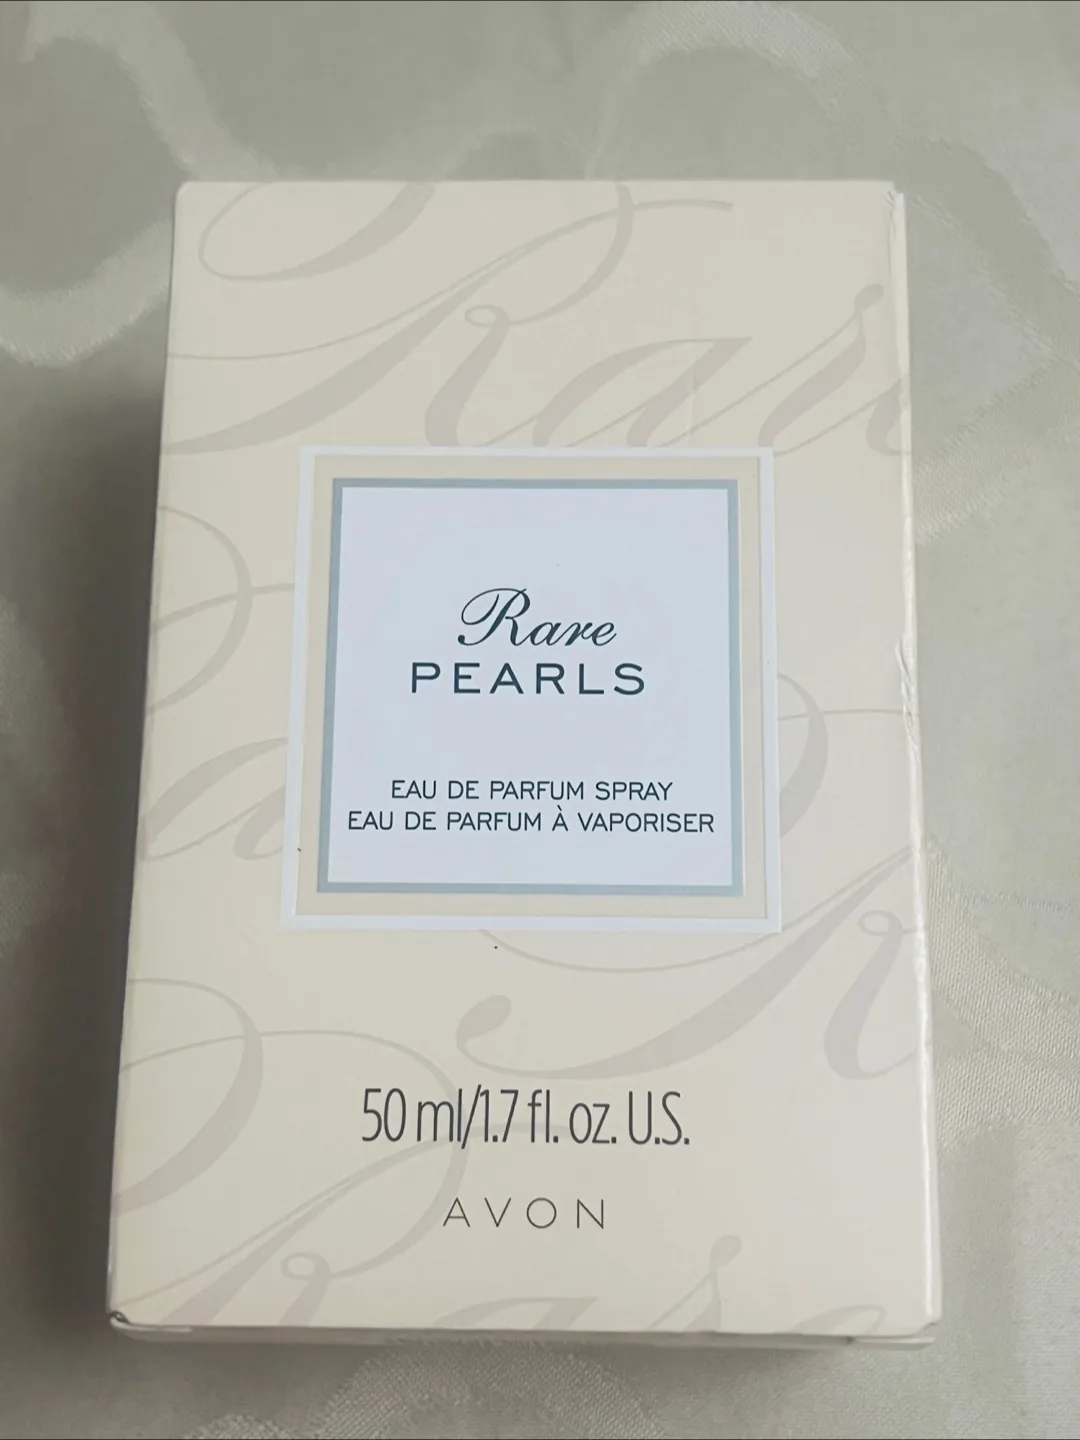 Rare
PEARLS
EAU DE PARFUM SPRAY
EAU DE PARFUM À VAPORISER
50 ml/1.7 fl. oz. U.S.
AVON